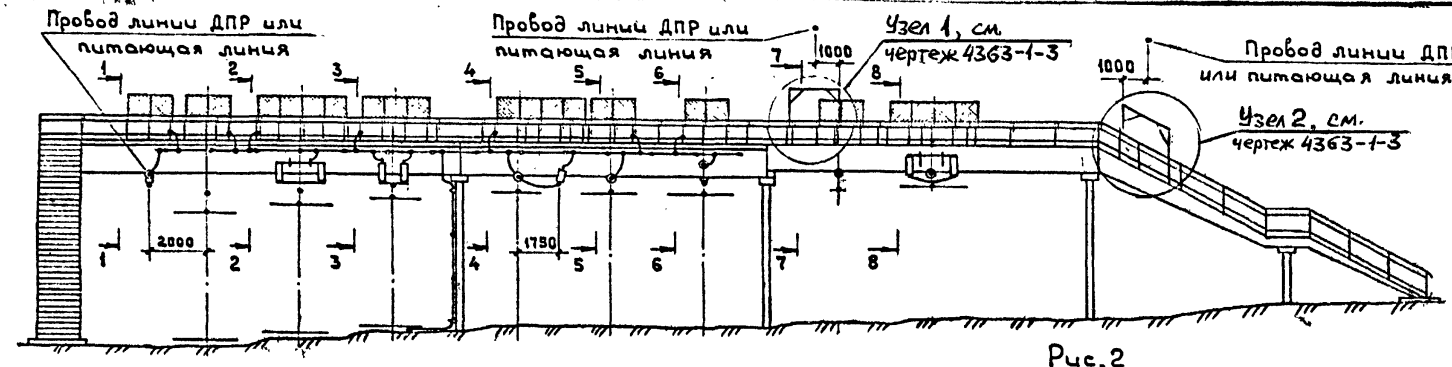 Провод линии ДПР или
питающая линия
Провод линии ДПР или
питающая линия
Узел 1, см.
чертеж 4363-1-3
Провод линии ДП
или питающая линия
Узел 2, см.
чертеж 4363-1-3
1 2 3 4 5 6 7 1000 8 1000
2000 1750
1 2 3 4 5 6 7 8
Рис. 2